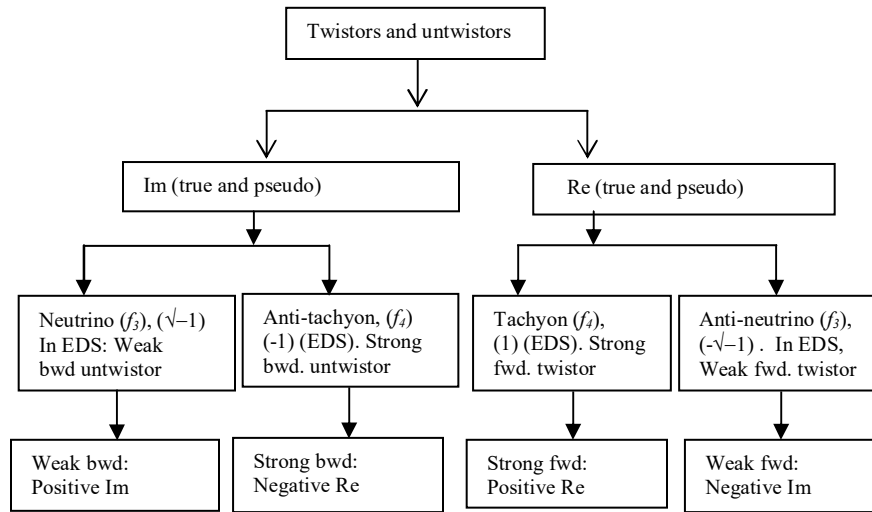 Twistors and untwistors
Im (true and pseudo)
Re (true and pseudo)
Neutrino (f3), (√−1)
In EDS: Weak
bwd untwistor
Anti-tachyon, (f4)
(-1) (EDS). Strong
bwd. untwistor
Tachyon (f4),
(1) (EDS). Strong
fwd. twistor
Anti-neutrino (f3),
(-√−1) . In EDS,
Weak fwd. twistor
Weak bwd:
Positive Im
Strong bwd:
Negative Re
Strong fwd:
Positive Re
Weak fwd:
Negative Im